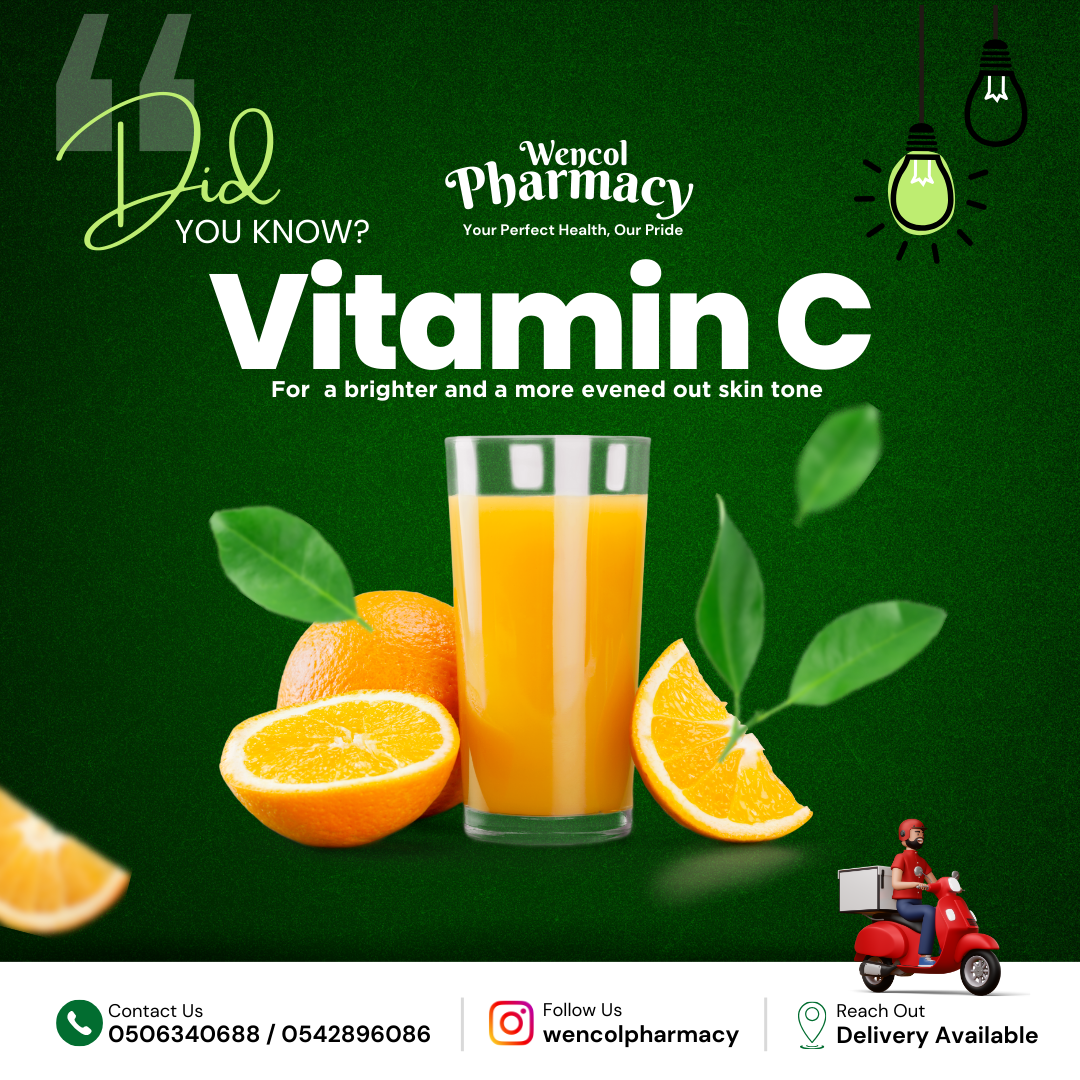 Did
YOU KNOW?
Wencol
Pharmacy
Your Perfect Health, Our Pride
Vitamin C
For a brighter and a more evened out skin tone
Contact Us
0506340688 / 0542896086
Follow Us
wencolpharmacy
Reach Out
Delivery Available